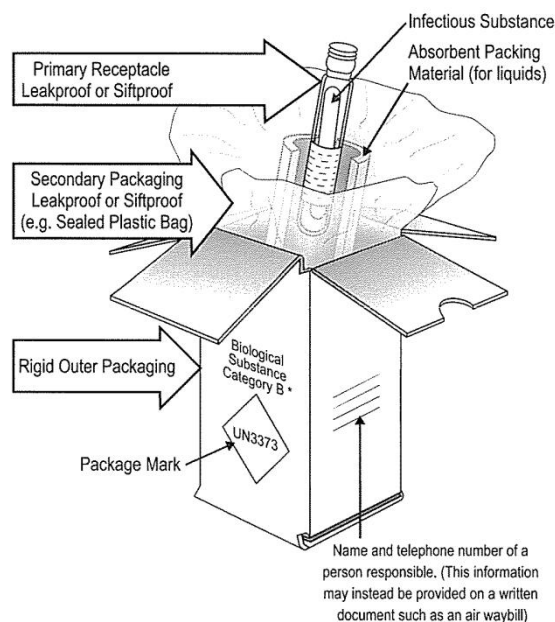 Infectious Substance
Primary Receptacle
Leakproof or Siftproof
Absorbent Packing
Material (for liquids)
Secondary Packaging
Leakproof or Siftproof
(e.g. Sealed Plastic Bag)
Rigid Outer Packaging
Biological
Substance
Category B *
UN3373
Package Mark
Name and telephone number of a
person responsible. (This information
may instead be provided on a written
document such as an air waybill)